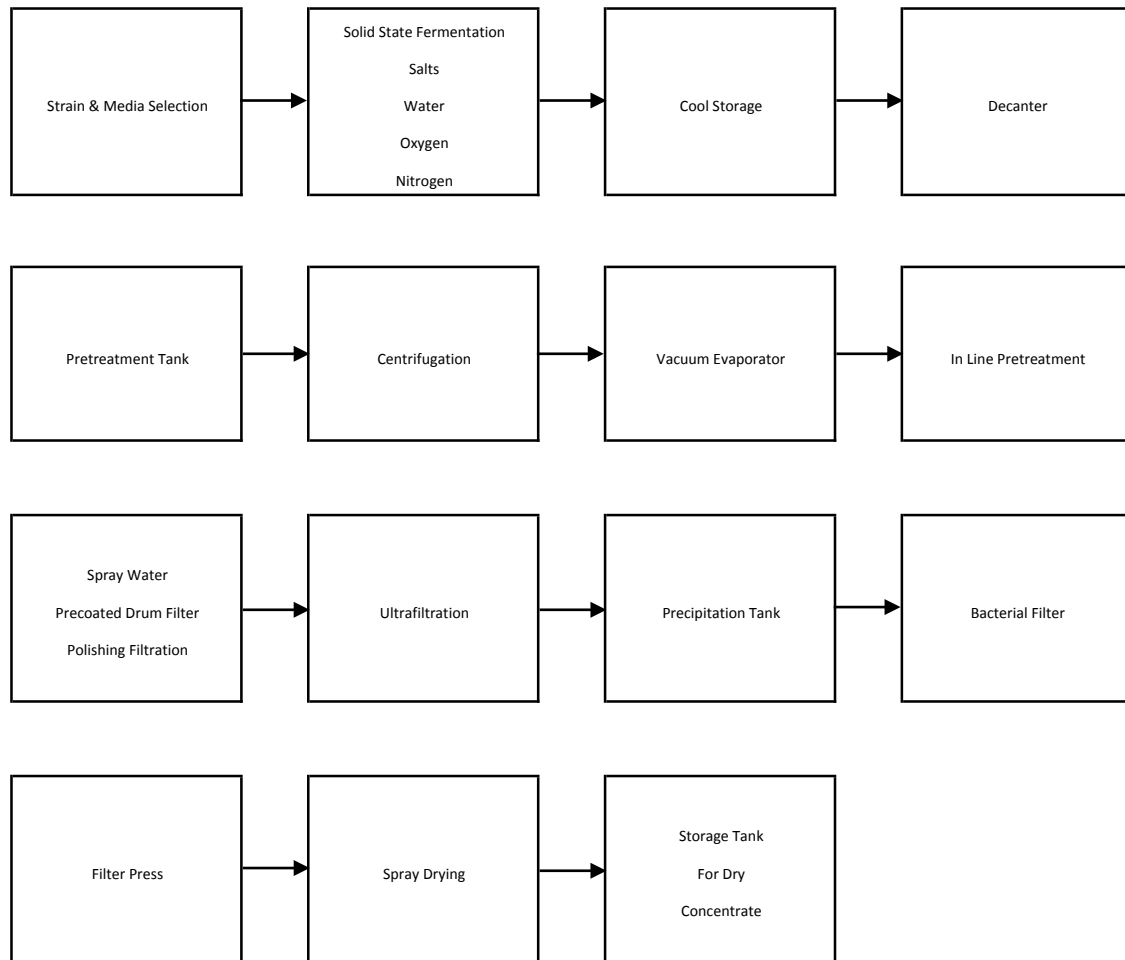 Strain & Media Selection
Solid State Fermentation
Salts
Water
Oxygen
Nitrogen
Cool Storage
Decanter
Pretreatment Tank
Centrifugation
Vacuum Evaporator
In Line Pretreatment
Spray Water
Precoated Drum Filter
Polishing Filtration
Ultrafiltration
Precipitation Tank
Bacterial Filter
Filter Press
Spray Drying
Storage Tank
For Dry
Concentrate